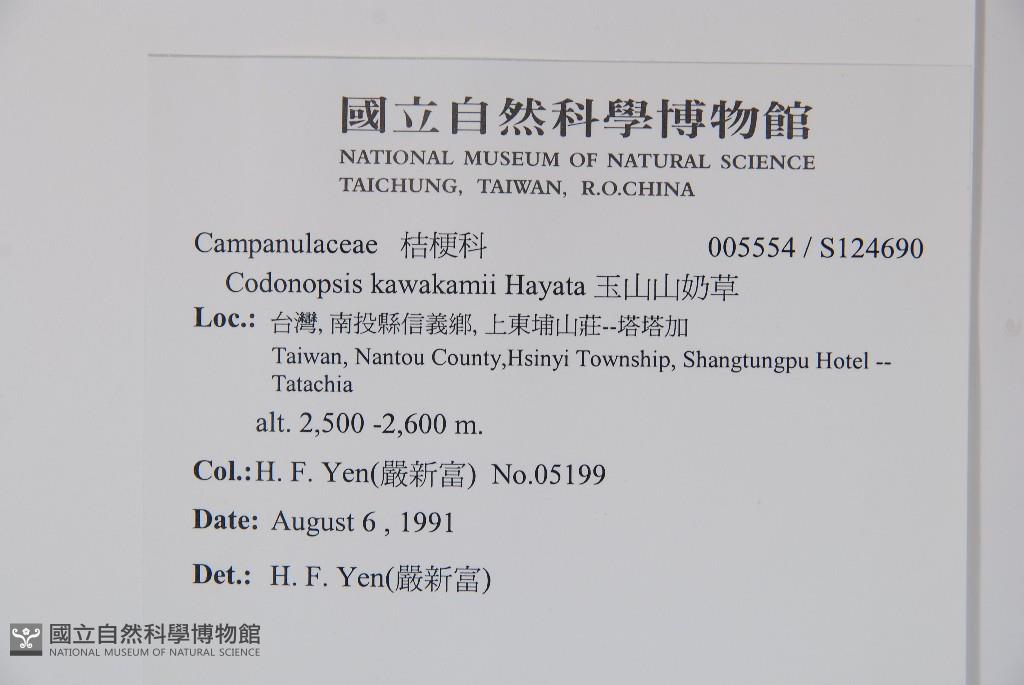 國立自然科學博物館
NATIONAL MUSEUM OF NATURAL SCIENCE
TAICHUNG, TAIWAN, R.O.CHINA
Campanulaceae 桔梗科 005554 / S124690
Codonopsis kawakamii Hayata 玉山山奶草
Loc.: 台灣, 南投縣信義鄉, 上東埔山莊--塔塔加
Taiwan, Nantou County,Hsinyi Township, Shangtungpu Hotel --
Tatachia
alt. 2,500 -2,600 m.
Col.: H. F. Yen(嚴新富) No.05199
Date: August 6 , 1991
Det.: H. F. Yen(嚴新富)
國立自然科學博物館
NATIONAL MUSEUM OF NATURAL SCIENCE